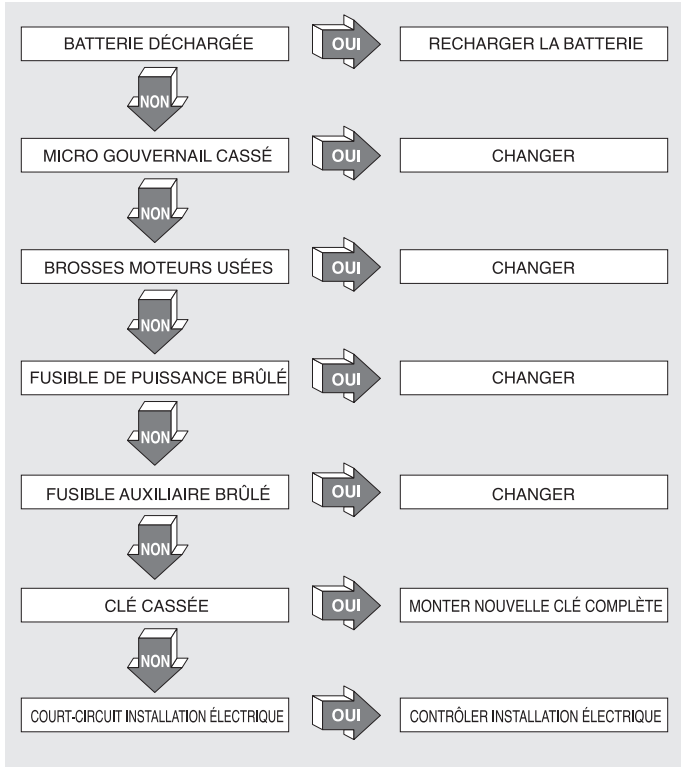 BATTERIE DÉCHARGÉE OUI RECHARGER LA BATTERIE
NON
MICRO GOUVERNAIL CASSÉ OUI CHANGER
NON
BROSSES MOTEURS USÉES OUI CHANGER
NON
FUSIBLE DE PUISSANCE BRÛLÉ OUI CHANGER
NON
FUSIBLE AUXILIAIRE BRÛLÉ OUI CHANGER
NON
CLÉ CASSÉE OUI MONTER NOUVELLE CLÉ COMPLÈTE
NON
COURT-CIRCUIT INSTALLATION ÉLECTRIQUE OUI CONTRÔLER INSTALLATION ÉLECTRIQUE